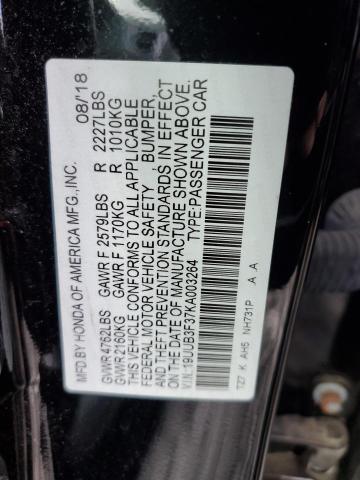 MFD.BY HONDA OF AMERICA MFG.,INC. 08/18
GVWR 4762LBS GAWR F 2579LBS R 2227LBS
GVWR 2160KG GAWR F 1170KG R 1010KG
THIS VEHICLE CONFORMS TO ALL APPLICABLE
FEDERAL MOTOR VEHICLE SAFETY BUMPER,
AND THEFT PREVENTION STANDARDS IN EFFECT
ON THE DATE OF MANUFACTURE SHOWN ABOVE.
V.I.N:19UUB3F37KA003264 TYPE:PASSENGER CAR
TZ7 K AH5 NH731P A .A